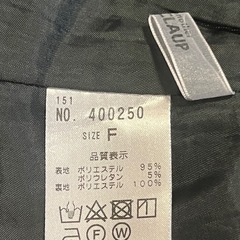 LAUP
151
NO. 400250
SIZE F
品質表示
表地 ポリエステル 95%
ポリウレタン 5%
裏地 ポリエステル 100%